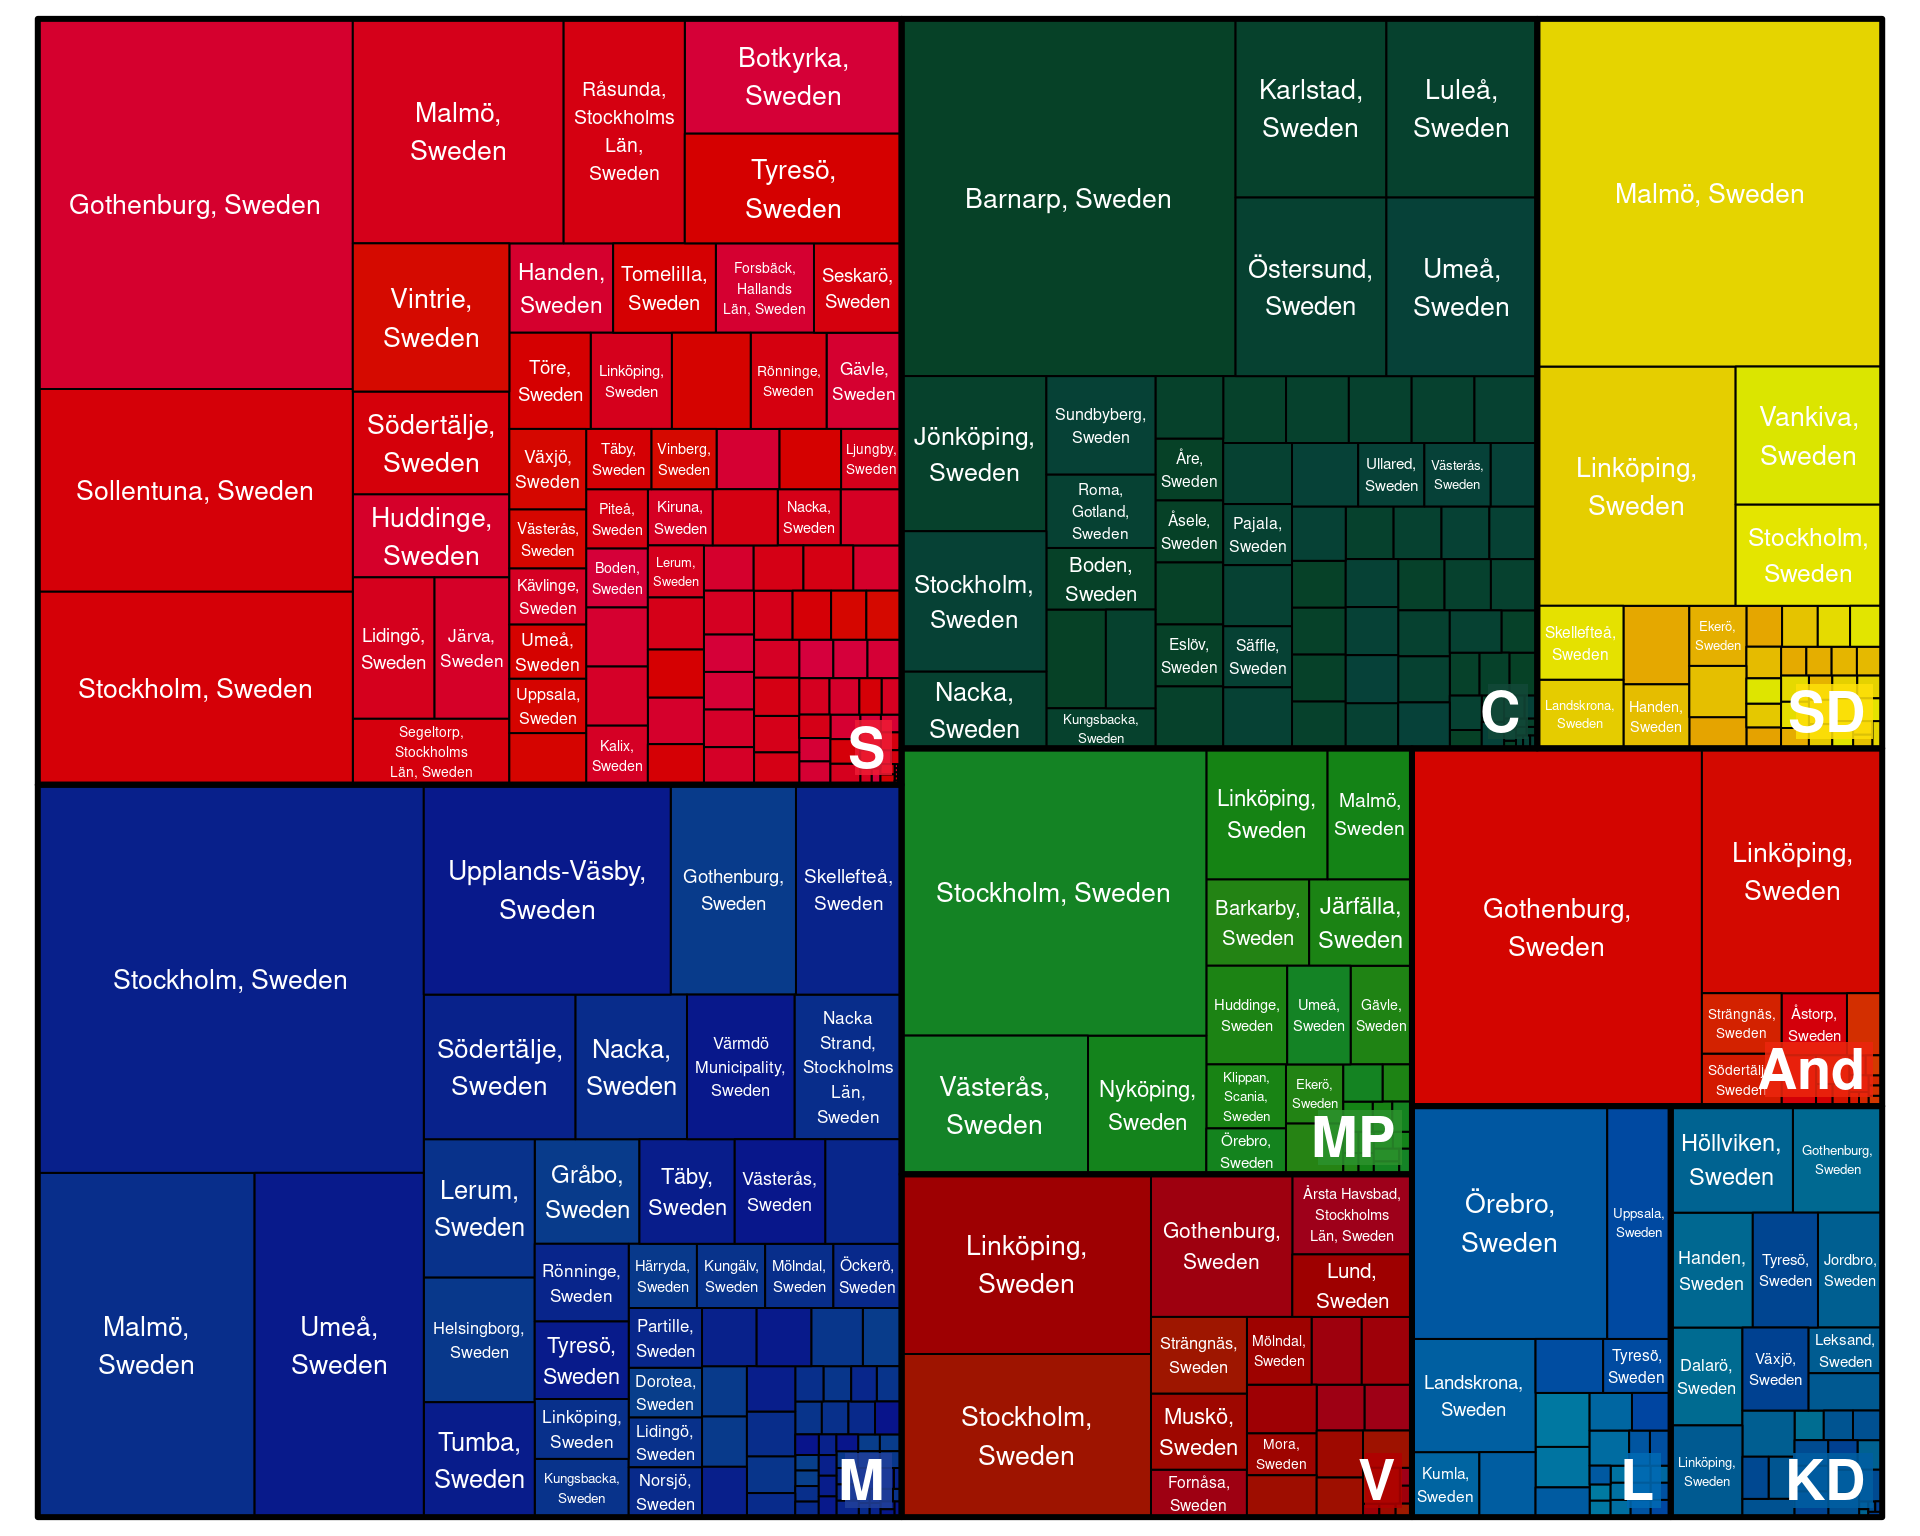 Gothenburg, Sweden
Malmö,
Sweden
Råsunda,
Stockholms
Län,
Sweden
Botkyrka,
Sweden
Tyresö,
Sweden
Sollentuna, Sweden
Stockholm, Sweden
Vintrie,
Sweden
Södertälje,
Sweden
Huddinge,
Sweden
Lidingö,
Sweden
Järva,
Sweden
Segeltorp,
Stockholms
Län, Sweden
Handen,
Sweden
Tomelilla,
Sweden
Forsbäck,
Hallands
Län, Sweden
Seskarö,
Sweden
Töre,
Sweden
Linköping,
Sweden
Rönninge,
Sweden
Gävle,
Sweden
Växjö,
Sweden
Täby,
Sweden
Vinberg,
Sweden
Ljungby,
Sweden
Västerås,
Sweden
Piteå,
Sweden
Kiruna,
Sweden
Nacka,
Sweden
Kävlinge,
Sweden
Boden,
Sweden
Lerum,
Sweden
Umeå,
Sweden
Uppsala,
Sweden
Kalix,
Sweden
S
Barnarp, Sweden
Karlstad,
Sweden
Luleå,
Sweden
Östersund,
Sweden
Umeå,
Sweden
Jönköping,
Sweden
Stockholm,
Sweden
Nacka,
Sweden
Sundbyberg,
Sweden
Roma,
Gotland,
Sweden
Boden,
Sweden
Kungsbacka,
Sweden
Åre,
Sweden
Åsele,
Sweden
Eslöv,
Sweden
Pajala,
Sweden
Säffle,
Sweden
Ullared,
Sweden
Västerås,
Sweden
C
Malmö, Sweden
Linköping,
Sweden
Vankiva,
Sweden
Stockholm,
Sweden
Skellefteå,
Sweden
Landskrona,
Sweden
Handen,
Sweden
Ekerö,
Sweden
SD
Stockholm, Sweden
Malmö,
Sweden
Umeå,
Sweden
Upplands-Väsby,
Sweden
Gothenburg,
Sweden
Skellefteå,
Sweden
Södertälje,
Sweden
Nacka,
Sweden
Värmdö
Municipality,
Sweden
Nacka
Strand,
Stockholms
Län,
Sweden
Lerum,
Sweden
Helsingborg,
Sweden
Tumba,
Sweden
Gråbo,
Sweden
Täby,
Sweden
Västerås,
Sweden
Rönninge,
Sweden
Tyresö,
Sweden
Linköping,
Sweden
Kungsbacka,
Sweden
Härryda,
Sweden
Kungälv,
Sweden
Mölndal,
Sweden
Öckerö,
Sweden
Partille,
Sweden
Dorotea,
Sweden
Lidingö,
Sweden
Norsjö,
Sweden
M
Stockholm, Sweden
Västerås,
Sweden
Nyköping,
Sweden
Linköping,
Sweden
Malmö,
Sweden
Barkarby,
Sweden
Järfälla,
Sweden
Huddinge,
Sweden
Umeå,
Sweden
Gävle,
Sweden
Klippan,
Scania,
Sweden
Ekerö,
Sweden
Örebro,
Sweden
MP
Gothenburg,
Sweden
Linköping,
Sweden
Strängnäs,
Sweden
Åstorp,
Sweden
Södertälje,
Sweden
And
Linköping,
Sweden
Stockholm,
Sweden
Gothenburg,
Sweden
Årsta Havsbad,
Stockholms
Län, Sweden
Lund,
Sweden
Strängnäs,
Sweden
Mölndal,
Sweden
Muskö,
Sweden
Mora,
Sweden
Fornåsa,
Sweden
V
Örebro,
Sweden
Uppsala,
Sweden
Landskrona,
Sweden
Tyresö,
Sweden
Kumla,
Sweden
L
Höllviken,
Sweden
Gothenburg,
Sweden
Handen,
Sweden
Tyresö,
Sweden
Jordbro,
Sweden
Dalarö,
Sweden
Växjö,
Sweden
Leksand,
Sweden
Linköping,
Sweden
KD